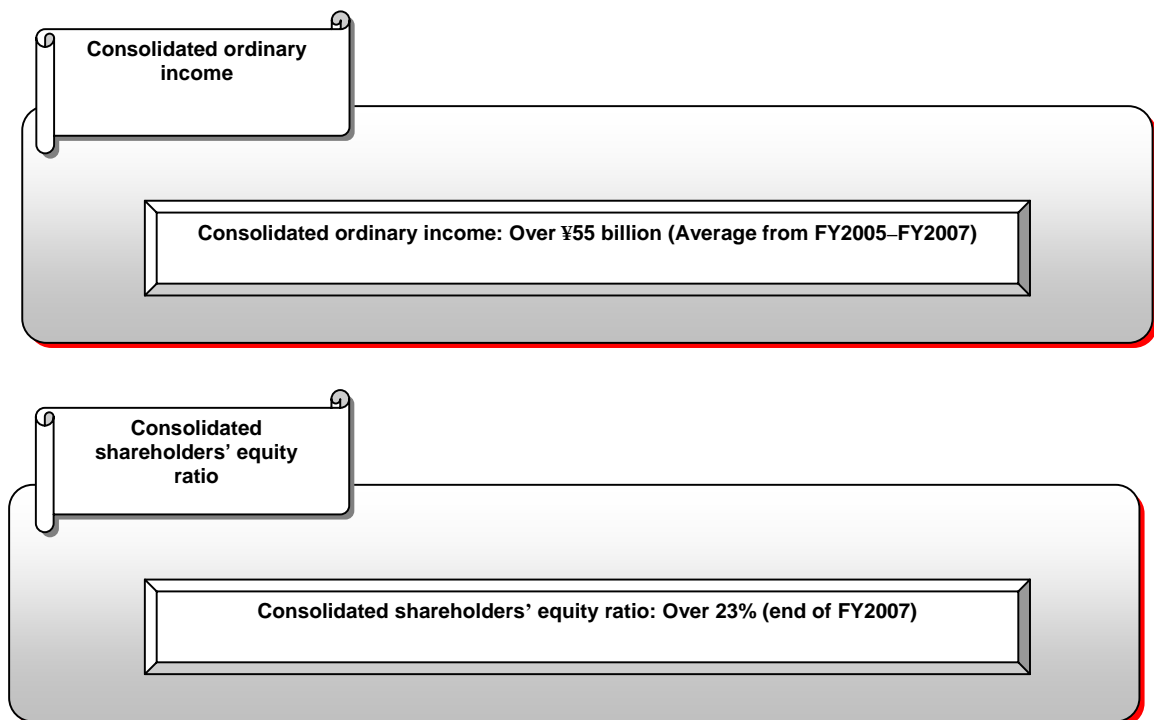 Consolidated ordinary
income
Consolidated ordinary income: Over ¥55 billion (Average from FY2005–FY2007)
Consolidated
shareholders’ equity
ratio
Consolidated shareholders’ equity ratio: Over 23% (end of FY2007)